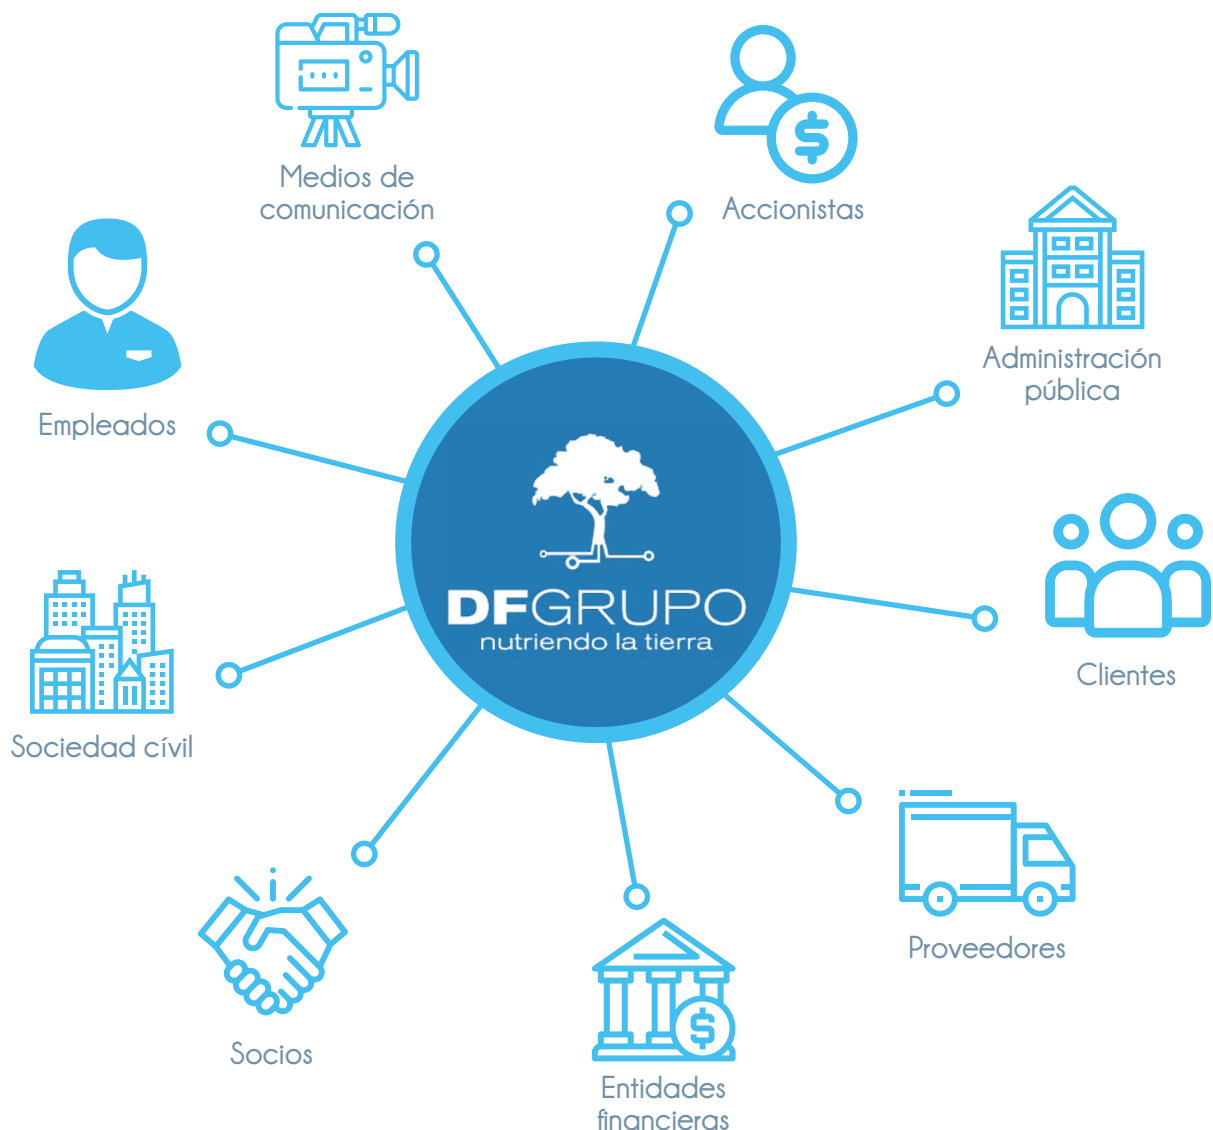 Medios de
comunicación
Accionistas
Administración
pública
Empleados
Clientes
DFGRUPO
nutriendo la tierra
Sociedad cívil
Proveedores
Socios
Entidades
financieras